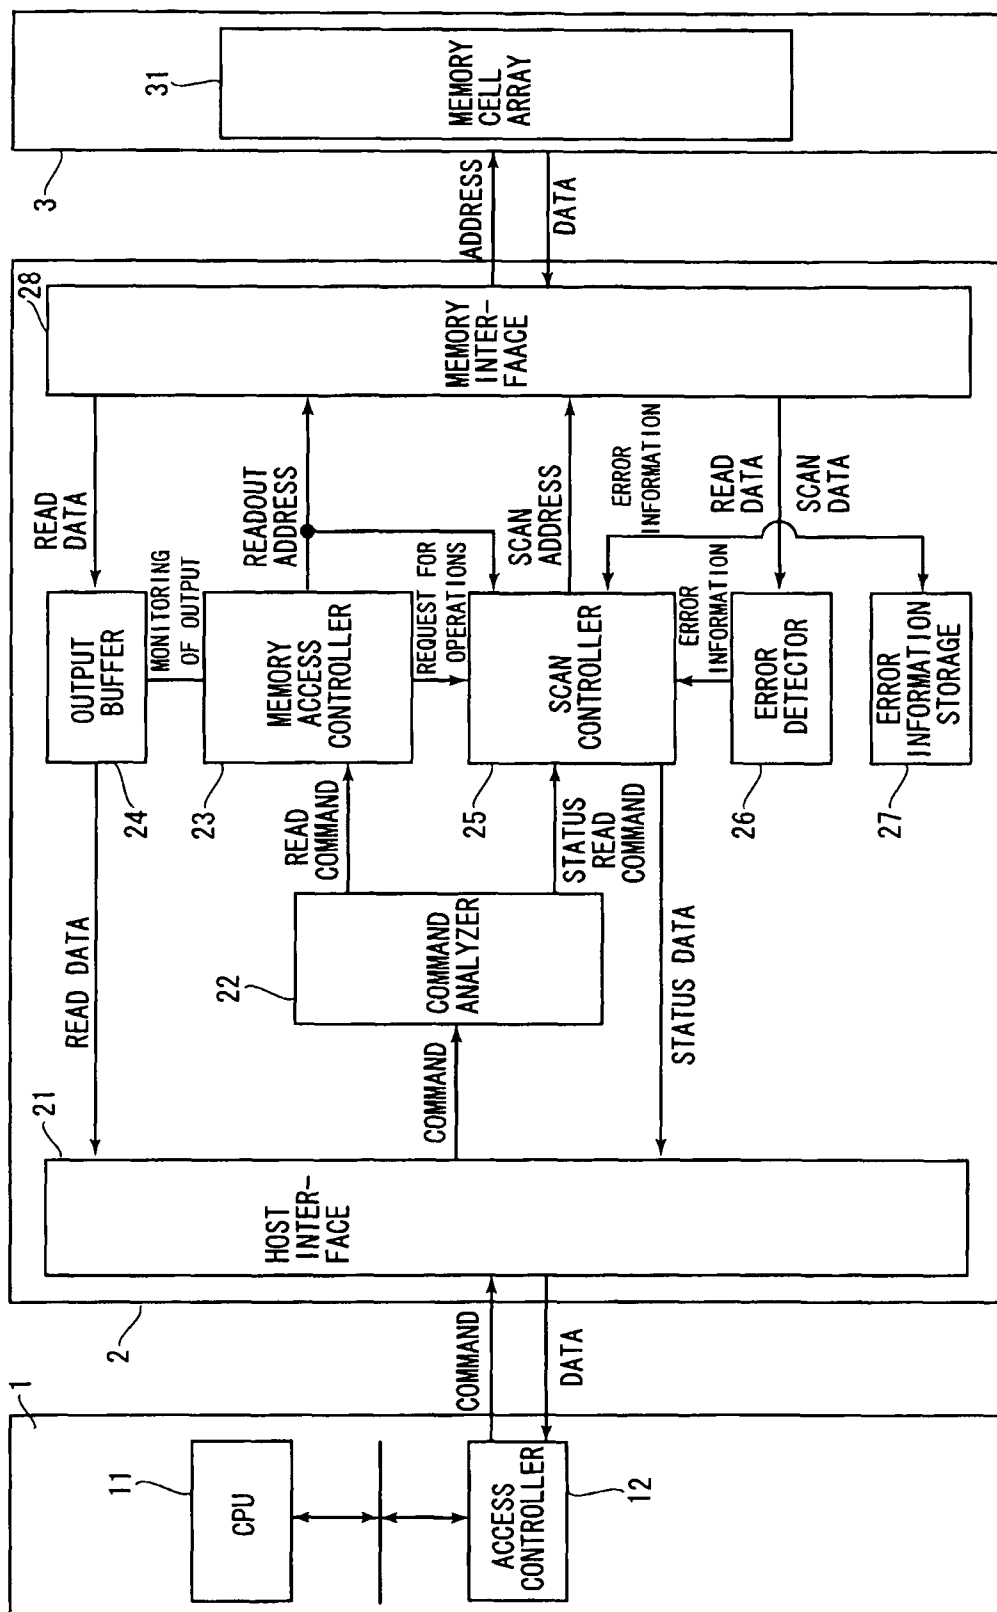 1
11
CPU
ACCESS
CONTROLLER
12
COMMAND
DATA
2
21
HOST
INTER-
FACE
READ DATA
COMMAND
STATUS DATA
22
COMMAND
ANALYZER
READ
COMMAND
STATUS
READ
COMMAND
24
OUTPUT
BUFFER
MONITORING
OF OUTPUT
23
MEMORY
ACCESS
CONTROLLER
REQUEST FOR
OPERATIONS
25
SCAN
CONTROLLER
ERROR
INFORMATION
26
ERROR
DETECTOR
27
ERROR
INFORMATION
STORAGE
READ
DATA
READOUT
ADDRESS
SCAN
ADDRESS
ERROR
INFORMATION
READ
DATA
SCAN DATA
28
MEMORY
INTER-
FAACE
ADDRESS
DATA
3
31
MEMORY
CELL
ARRAY